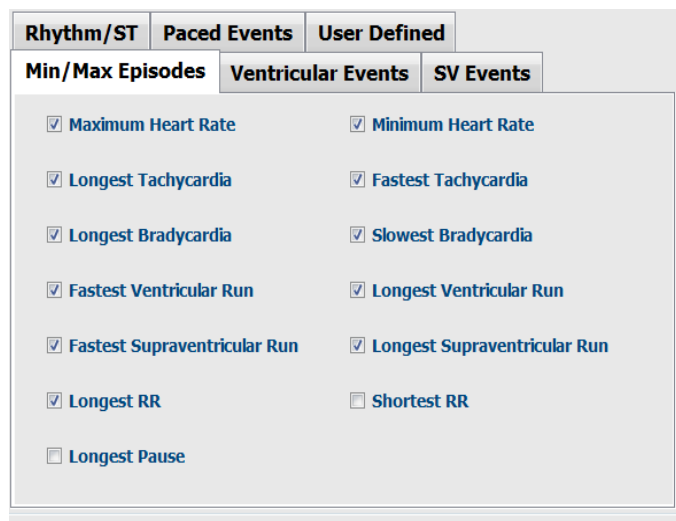 Rhythm/ST Paced Events User Defined
Min/Max Episodes Ventricular Events SV Events
Maximum Heart Rate Minimum Heart Rate
Longest Tachycardia Fastest Tachycardia
Longest Bradycardia Slowest Bradycardia
Fastest Ventricular Run Longest Ventricular Run
Fastest Supraventricular Run Longest Supraventricular Run
Longest RR Shortest RR
Longest Pause